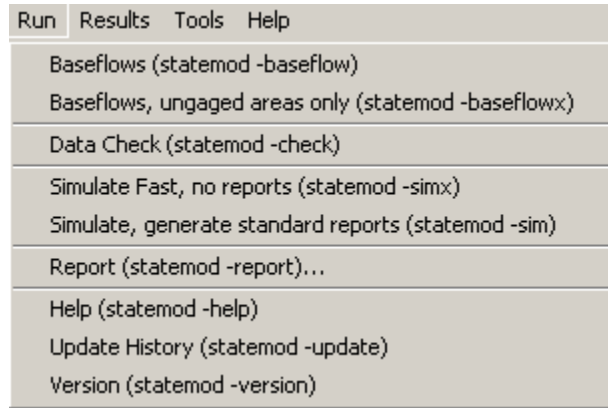 Run Results Tools Help
Baseflows (statemod -baseflow)
Baseflows, ungaged areas only (statemod -baseflowx)
Data Check (statemod -check)
Simulate Fast, no reports (statemod -simx)
Simulate, generate standard reports (statemod -sim)
Report (statemod -report)...
Help (statemod -help)
Update History (statemod -update)
Version (statemod -version)